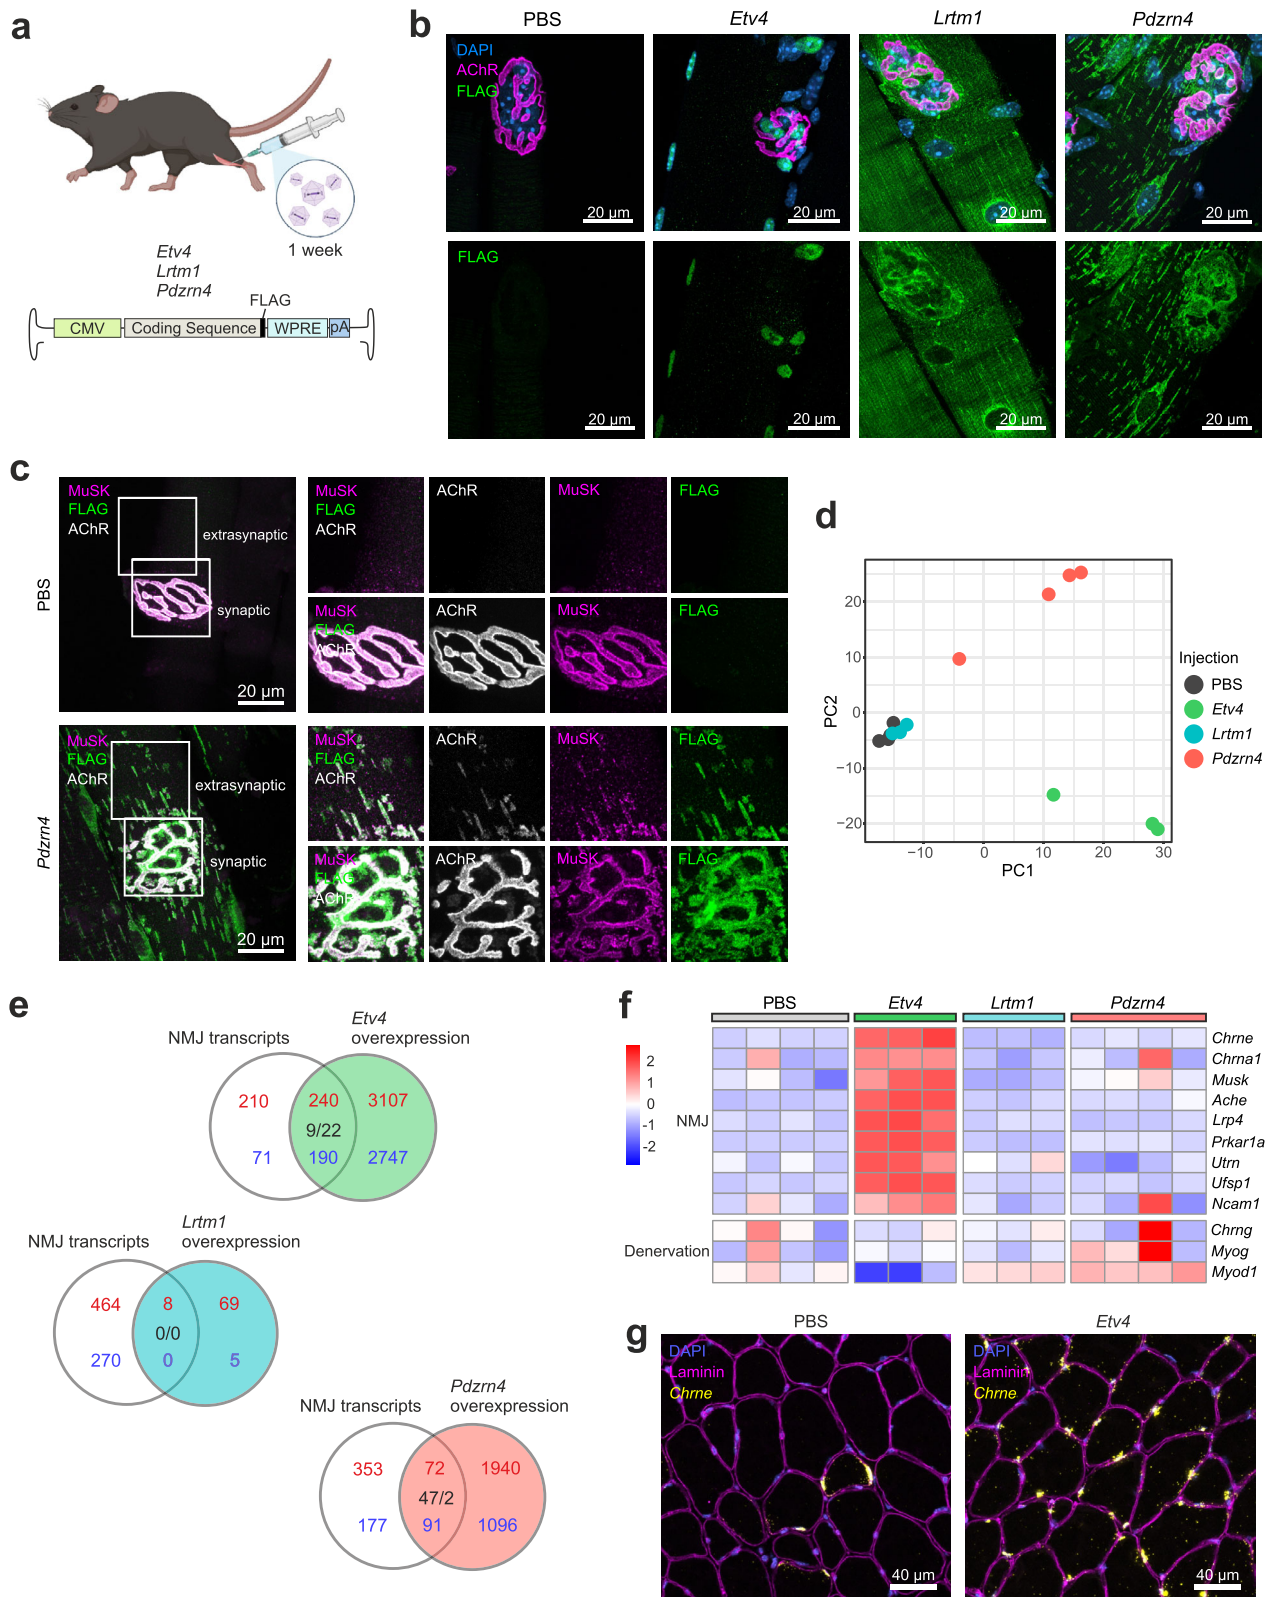 a
1 week
Etv4
Lrtm1
Pdzrn4
FLAG
CMV
Coding Sequence
WPRE
pA
b
PBS
Etv4
Lrtm1
Pdzrn4
DAPI
AChR
FLAG
20 µm
20 µm
20 µm
20 µm
FLAG
20 µm
20 µm
20 µm
20 µm
c
PBS
MuSK
FLAG
AChR
extrasynaptic
synaptic
20 µm
MuSK
FLAG
AChR
AChR
MuSK
FLAG
MuSK
FLAG
AChR
AChR
MuSK
FLAG
Pdzrn4
MuSK
FLAG
AChR
extrasynaptic
synaptic
20 µm
MuSK
FLAG
AChR
AChR
MuSK
FLAG
MuSK
FLAG
AChR
AChR
MuSK
FLAG
d
PC2
20
10
0
−10
−20
−10
0
10
20
30
PC1
Injection
PBS
Etv4
Lrtm1
Pdzrn4
e
NMJ transcripts
Etv4
overexpression
210
240
3107
9/22
71
190
2747
NMJ transcripts
Lrtm1
overexpression
464
8
69
0/0
270
0
5
NMJ transcripts
Pdzrn4
overexpression
353
72
1940
47/2
177
91
1096
f
PBS
Etv4
Lrtm1
Pdzrn4
2
1
0
-1
-2
NMJ
Chrne
Chrna1
Musk
Ache
Lrp4
Prkar1a
Utrn
Ufsp1
Ncam1
Denervation
Chrng
Myog
Myod1
g
PBS
Etv4
DAPI
Laminin
Chrne
40 µm
DAPI
Laminin
Chrne
40 µm